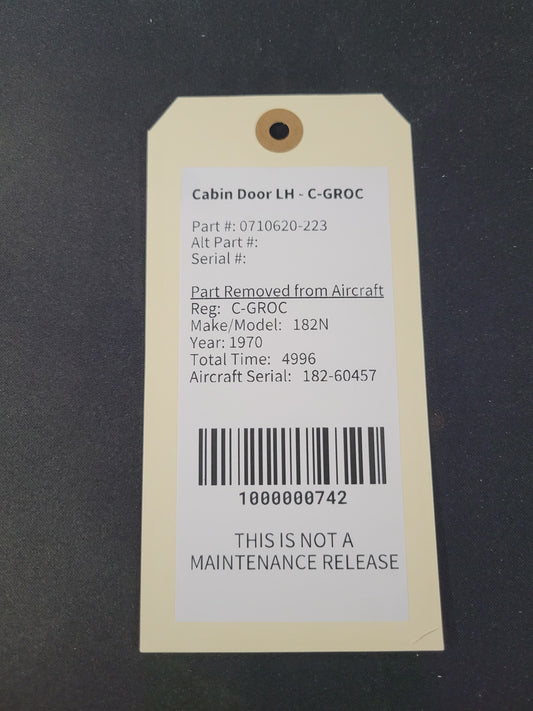 Cabin Door LH - C-GROC
Part #: 0710620-223
Alt Part #:
Serial #:
Part Removed from Aircraft
Reg: C-GROC
Make/Model: 182N
Year: 1970
Total Time: 4996
Aircraft Serial: 182-60457
1000000742
THIS IS NOT A
MAINTENANCE RELEASE